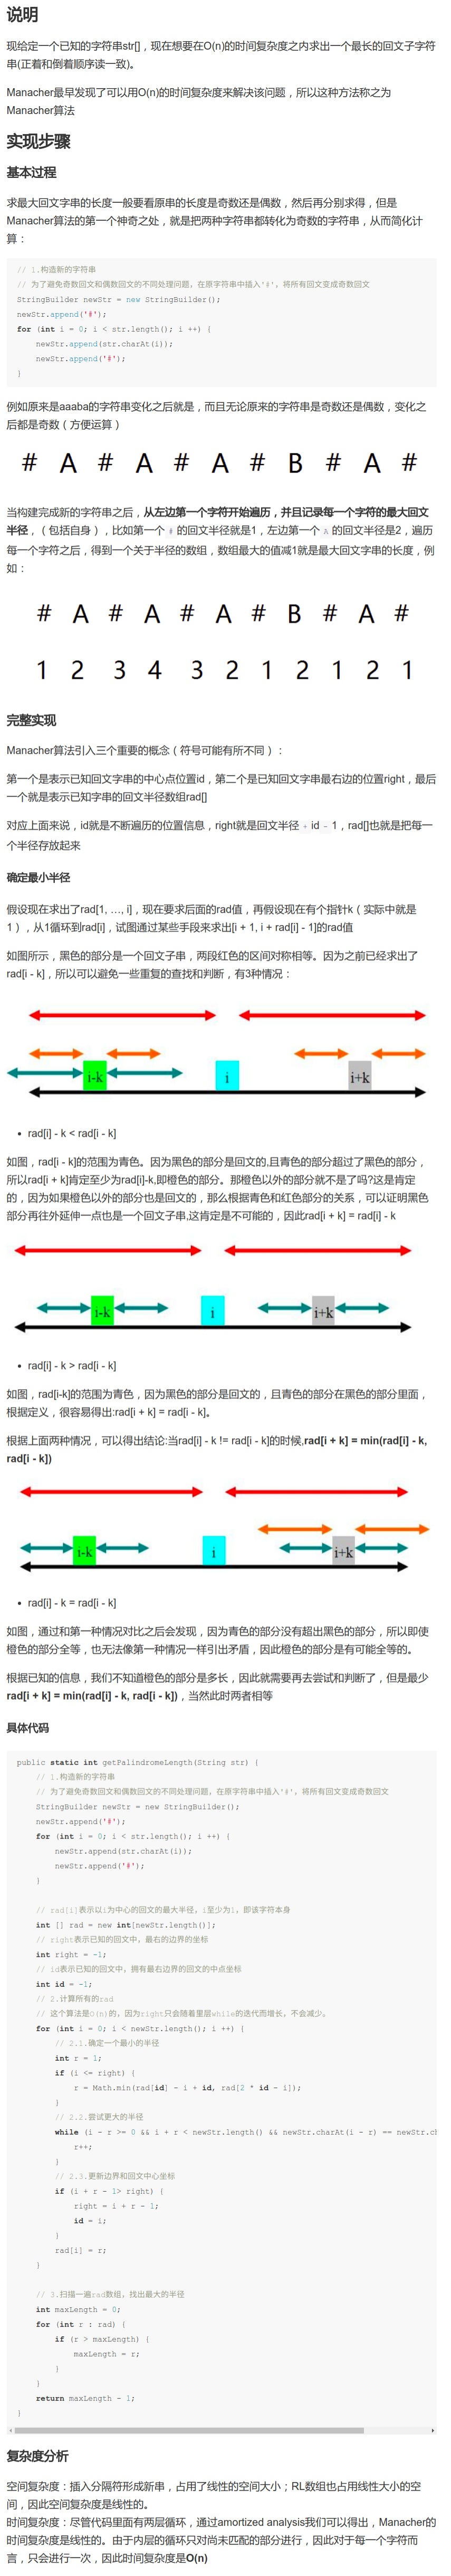 说明
现给定一个已知的字符串str[]，现在想要在O(n)的时间复杂度之内求出一个最长的回文子字符
串(正着和倒着顺序读一致)。
Manacher最早发现了可以用O(n)的时间复杂度来解决该问题，所以这种方法称之为
Manacher算法
实现步骤
基本过程
求最大回文字串的长度一般要看原串的长度是奇数还是偶数，然后再分别求得，但是
Manacher算法的第一个神奇之处，就是把两种字符串都转化为奇数的字符串，从而简化计
算：
// 1.构造新的字符串
// 为了避免奇数回文和偶数回文的不同处理问题，在原字符串中插入'#'，将所有回文变成奇数回文
StringBuilder newStr = new StringBuilder();
newStr.append('#');
for (int i = 0; i < str.length(); i ++) {
newStr.append(str.charAt(i));
newStr.append('#');
}
例如原来是aaaba的字符串变化之后就是，而且无论原来的字符串是奇数还是偶数，变化之
后都是奇数（方便运算）
# A # A # A # B # A #
当构建完成新的字符串之后，从左边第一个字符开始遍历，并且记录每一个字符的最大回文
半径，（包括自身），比如第一个 # 的回文半径就是1，左边第一个 A 的回文半径是2，遍历
每一个字符之后，得到一个关于半径的数组，数组最大的值减1就是最大回文字串的长度，例
如：
# A # A # A # B # A #
1 2 3 4 3 2 1 2 1 2 1
完整实现
Manacher算法引入三个重要的概念（符号可能有所不同）：
第一个是表示已知回文字串的中心点位置id，第二个是已知回文字串最右边的位置right，最后
一个就是表示已知字串的回文半径数组rad[]
对应上面来说，id就是不断遍历的位置信息，right就是回文半径 + id - 1，rad[]也就是把每一
个半径存放起来
确定最小半径
假设现在求出了rad[1, …, i]，现在要求后面的rad值，再假设现在有个指针k（实际中就是
1），从1循环到rad[i]，试图通过某些手段来求出[i + 1, i + rad[i] - 1]的rad值
如图所示，黑色的部分是一个回文子串，两段红色的区间对称相等。因为之前已经求出了
rad[i - k]，所以可以避免一些重复的查找和判断，有3种情况：
i-k i i+k
• rad[i] - k < rad[i - k]
如图，rad[i - k]的范围为青色。因为黑色的部分是回文的,且青色的部分超过了黑色的部分，
所以rad[i + k]肯定至少为rad[i]-k,即橙色的部分。那橙色以外的部分就不是了吗?这是肯定
的，因为如果橙色以外的部分也是回文的，那么根据青色和红色部分的关系，可以证明黑色
部分再往外延伸一点也是一个回文子串,这肯定是不可能的，因此rad[i + k] = rad[i] - k
i-k i i+k
• rad[i] - k > rad[i - k]
如图，rad[i-k]的范围为青色，因为黑色的部分是回文的，且青色的部分在黑色的部分里面，
根据定义，很容易得出:rad[i + k] = rad[i - k]。
根据上面两种情况，可以得出结论:当rad[i] - k != rad[i - k]的时候,rad[i + k] = min(rad[i] - k,
rad[i - k])
i-k i i+k
• rad[i] - k = rad[i - k]
如图，通过和第一种情况对比之后会发现，因为青色的部分没有超出黑色的部分，所以即使
橙色的部分全等，也无法像第一种情况一样引出矛盾，因此橙色的部分是有可能全等的。
根据已知的信息，我们不知道橙色的部分是多长，因此就需要再去尝试和判断了，但是最少
rad[i + k] = min(rad[i] - k, rad[i - k])，当然此时两者相等
具体代码
public static int getPalindromeLength(String str) {
// 1.构造新的字符串
// 为了避免奇数回文和偶数回文的不同处理问题，在原字符串中插入'#'，将所有回文变成奇数回文
StringBuilder newStr = new StringBuilder();
newStr.append('#');
for (int i = 0; i < str.length(); i ++) {
newStr.append(str.charAt(i));
newStr.append('#');
}
// rad[i]表示以i为中心的回文的最大半径，i至少为1，即该字符本身
int [] rad = new int[newStr.length()];
// right表示已知的回文中，最右的边界的坐标
int right = -1;
// id表示已知的回文中，拥有最右边界的回文的中点坐标
int id = -1;
// 2.计算所有的rad
// 这个算法是O(n)的，因为right只会随着里层while的迭代而增长，不会减少。
for (int i = 0; i < newStr.length(); i ++) {
// 2.1.确定一个最小的半径
int r = 1;
if (i <= right) {
r = Math.min(rad[id] - i + id, rad[2 * id - i]);
}
// 2.2.尝试更大的半径
while (i - r >= 0 && i + r < newStr.length() && newStr.charAt(i - r) == newStr.ch
r++;
}
// 2.3.更新边界和回文中心坐标
if (i + r - 1> right) {
right = i + r - 1;
id = i;
}
rad[i] = r;
}
// 3.扫描一遍rad数组，找出最大的半径
int maxLength = 0;
for (int r : rad) {
if (r > maxLength) {
maxLength = r;
}
}
return maxLength - 1;
}
复杂度分析
空间复杂度：插入分隔符形成新串，占用了线性的空间大小；RL数组也占用线性大小的空
间，因此空间复杂度是线性的。
时间复杂度：尽管代码里面有两层循环，通过amortized analysis我们可以得出，Manacher的
时间复杂度是线性的。由于内层的循环只对尚未匹配的部分进行，因此对于每一个字符而
言，只会进行一次，因此时间复杂度是O(n)